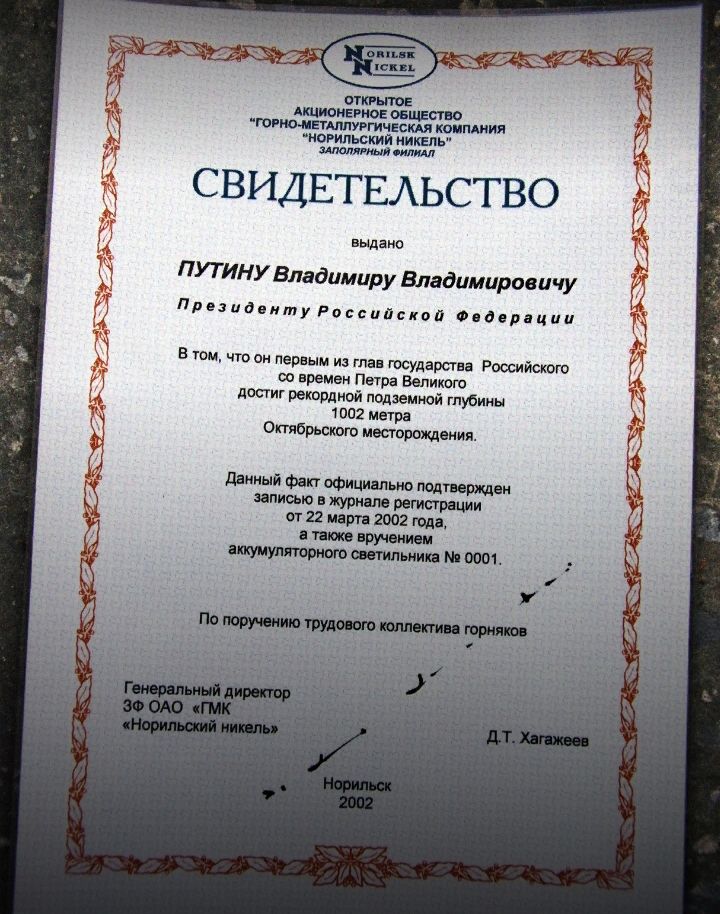 NORILSK
NICKEL
ОТКРЫТОЕ
АКЦИОНЕРНОЕ ОБЩЕСТВО
"ГОРНО-МЕТАЛЛУРГИЧЕСКАЯ КОМПАНИЯ
"НОРИЛЬСКИЙ НИКЕЛЬ"
ЗАПОЛЯРНЫЙ ФИЛИАЛ
СВИДЕТЕЛЬСТВО
выдано
ПУТИНУ Владимиру Владимировичу
Президенту Российской Федерации
В том, что он первым из глав государства Российского
со времен Петра Великого
достиг рекордной подземной глубины
1002 метра
Октябрьского месторождения.
Данный факт официально подтвержден
записью в журнале регистрации
от 22 марта 2002 года,
а также вручением
аккумуляторного светильника № 0001.
По поручению трудового коллектива горняков
Генеральный директор
ЗФ ОАО «ГМК
«Норильский никель»
Д.Т. Хагажеев
Норильск
2002